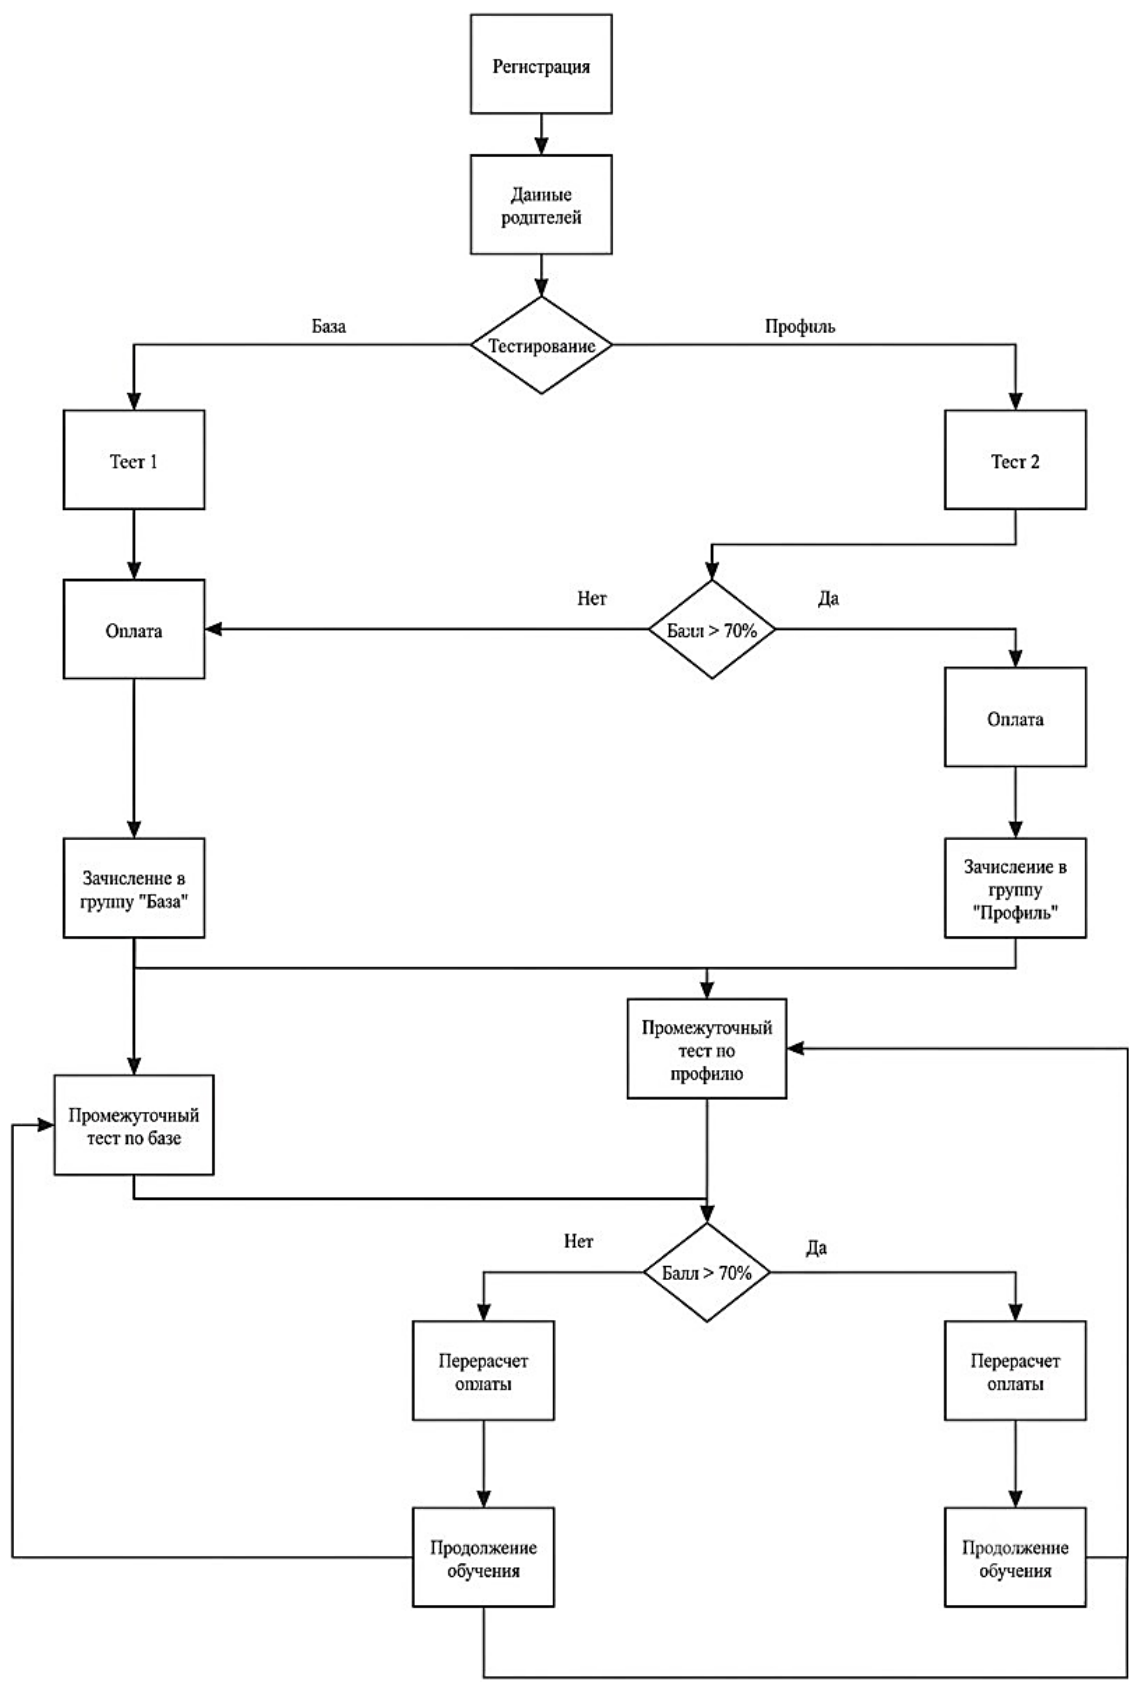 Регистрация
Данные
родителей
База
Профиль
Тестирование
Тест 1
Тест 2
Нет
Да
Оплата
Балл > 70%
Оплата
Зачисление в
группу "База"
Зачисление в
группу
"Профиль"
Промежуточный
тест по
профилю
Промежуточный
тест по базе
Нет
Да
Балл > 70%
Перерасчет
оплаты
Перерасчет
оплаты
Продолжение
обучения
Продолжение
обучения